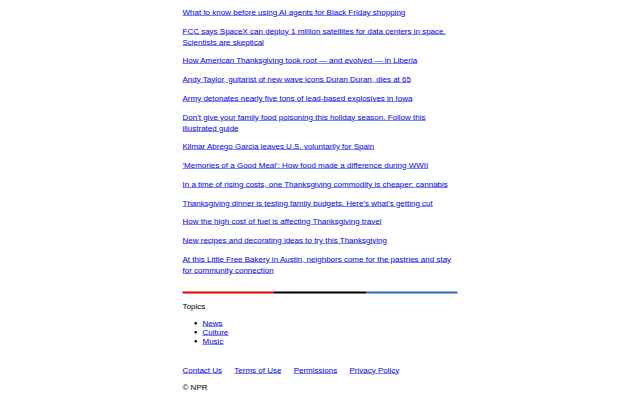 What to know before using AI agents for Black Friday shopping
FCC says SpaceX can deploy 1 million satellites for data centers in space.
Scientists are skeptical
How American Thanksgiving took root — and evolved — in Liberia
Andy Taylor, guitarist of new wave icons Duran Duran, dies at 65
Army detonates nearly five tons of lead-based explosives in Iowa
Don't give your family food poisoning this holiday season. Follow this
illustrated guide
Kilmar Abrego Garcia leaves U.S. voluntarily for Spain
'Memories of a Good Meal': How food made a difference during WWII
In a time of rising costs, one Thanksgiving commodity is cheaper: cannabis
Thanksgiving dinner is testing family budgets. Here's what's getting cut
How the high cost of fuel is affecting Thanksgiving travel
New recipes and decorating ideas to try this Thanksgiving
At this Little Free Bakery in Austin, neighbors come for the pastries and stay
for community connection
Topics
News
Culture
Music
Contact Us Terms of Use Permissions Privacy Policy
© NPR